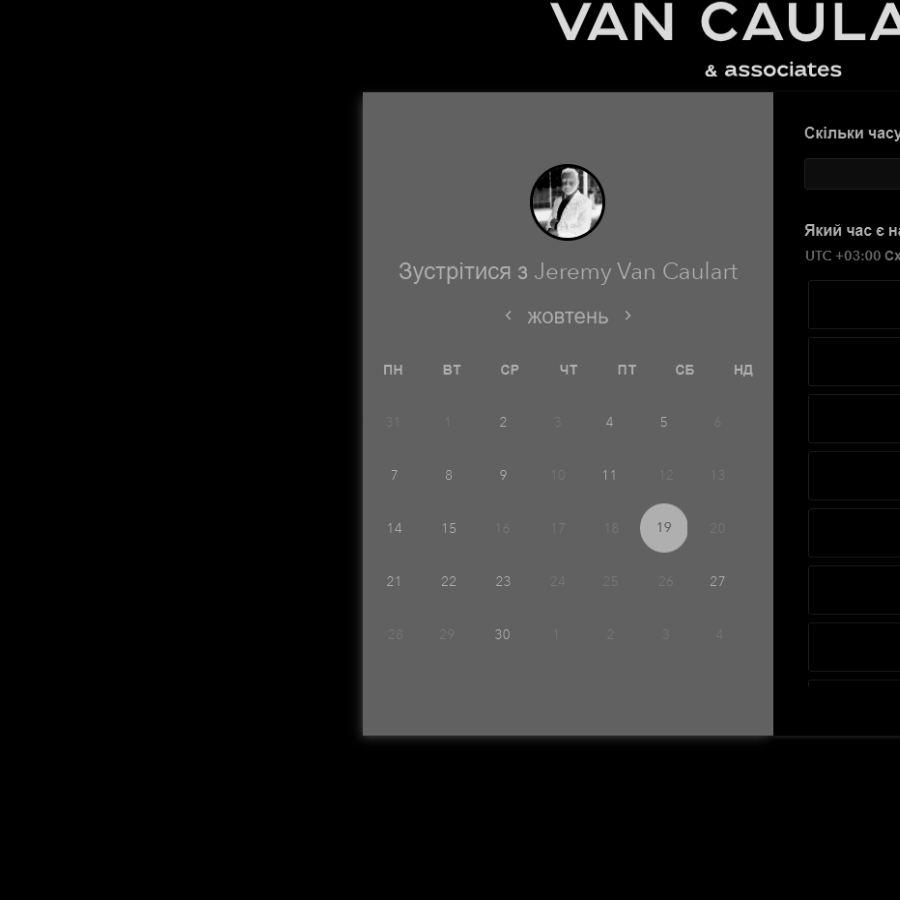 VAN CAULA
& associates
Зустрітися з Jeremy Van Caulart
‹ жовтень ›
ПН ВТ СР ЧТ ПТ СБ НД
31 1 2 3 4 5 6
7 8 9 10 11 12 13
14 15 16 17 18 19 20
21 22 23 24 25 26 27
28 29 30 1 2 3 4
Скільки часу
Який час є на
UTC +03:00 Сх